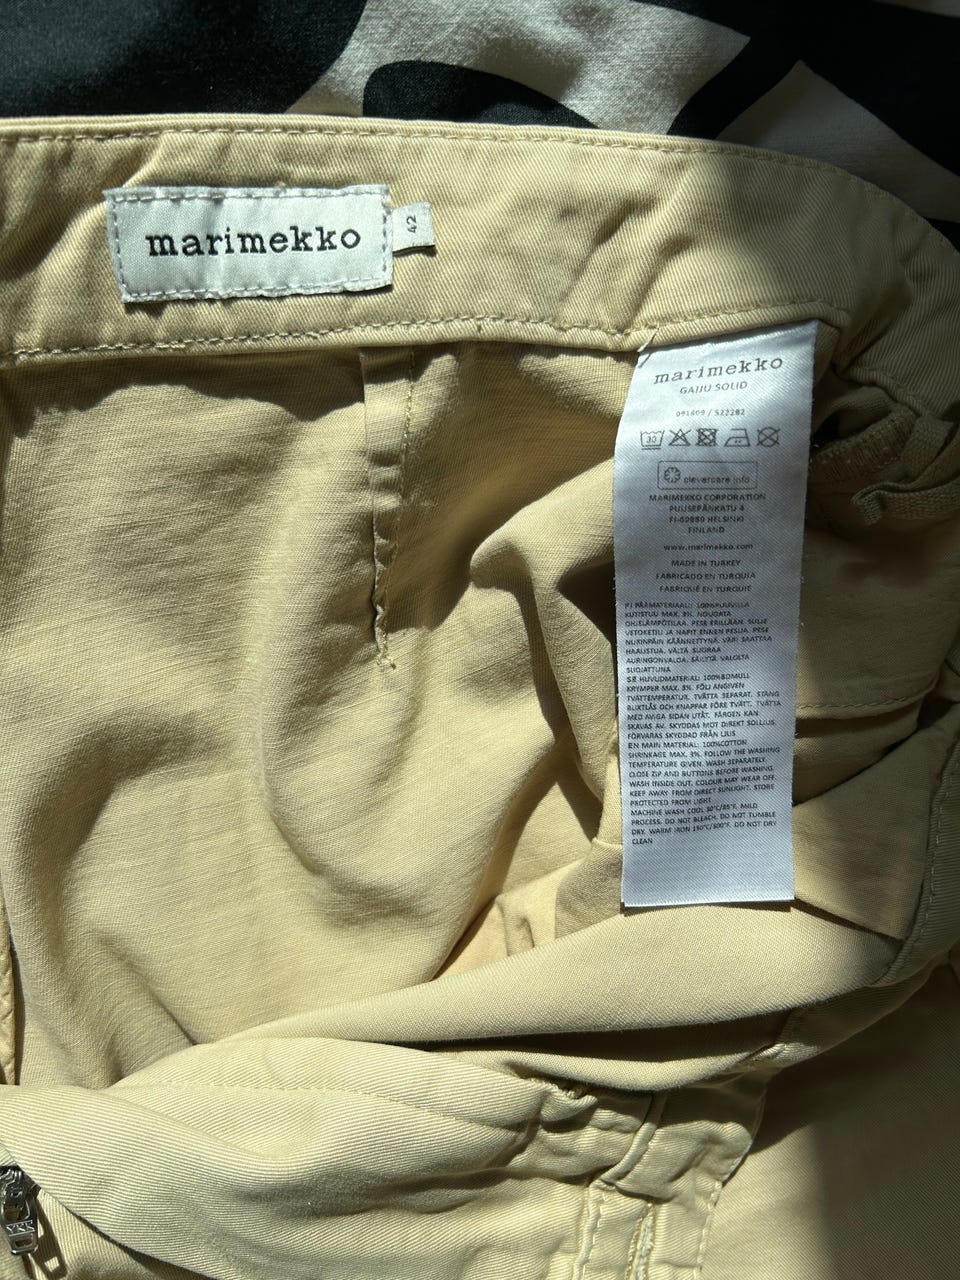 marimekko
42
marimekko
GAIJU SOLID
091609 / S22282
30
clevercare.info
MARIMEKKO CORPORATION
PUUSEPÄNKATU 4
FI-00880 HELSINKI
FINLAND
www.marimekko.com
MADE IN TURKEY
FABRICADO EN TURQUIA
FABRIQUÉ EN TURQUIE
FI PÄÄMATERIAALI: 100%PUUVILLA
KUTISTUU MAX. 3%. NOUDATA
OHJELÄMPÖTILAA. PESE ERILLÄÄN. SULJE
VETOKETJU JA NAPIT ENNEN PESUA. PESE
NURINPÄIN KÄÄNNETTYNÄ. VÄRI SAATTAA
HAALISTUA. VÄLTÄ SUORAA
AURINGONVALOA. SÄILYTÄ VALOLTA
SUOJATTUNA
SE HUVUDMATERIAL: 100%BOMULL
KRYMPER MAX. 3%. FÖLJ ANGIVEN
TVÄTTEMPERATUR. TVÄTTA SEPARAT. STÄNG
BLIXTLÅS OCH KNAPPAR FÖRE TVÄTT. TVÄTTA
MED AVIGA SIDAN UTÅT. FÄRGEN KAN
SKAVAS AV. SKYDDAS MOT DIREKT SOLLJUS.
FÖRVARAS SKYDDAD FRÅN LJUS
EN MAIN MATERIAL: 100%COTTON
SHRINKAGE MAX. 3%. FOLLOW THE WASHING
TEMPERATURE GIVEN. WASH SEPARATELY.
CLOSE ZIP AND BUTTONS BEFORE WASHING.
WASH INSIDE OUT. COLOUR MAY WEAR OFF.
KEEP AWAY FROM DIRECT SUNLIGHT. STORE
PROTECTED FROM LIGHT
MACHINE WASH COOL 30°C/85°F. MILD
PROCESS. DO NOT BLEACH. DO NOT TUMBLE
DRY. WARM IRON 150°C/300°F. DO NOT DRY
CLEAN
YKK